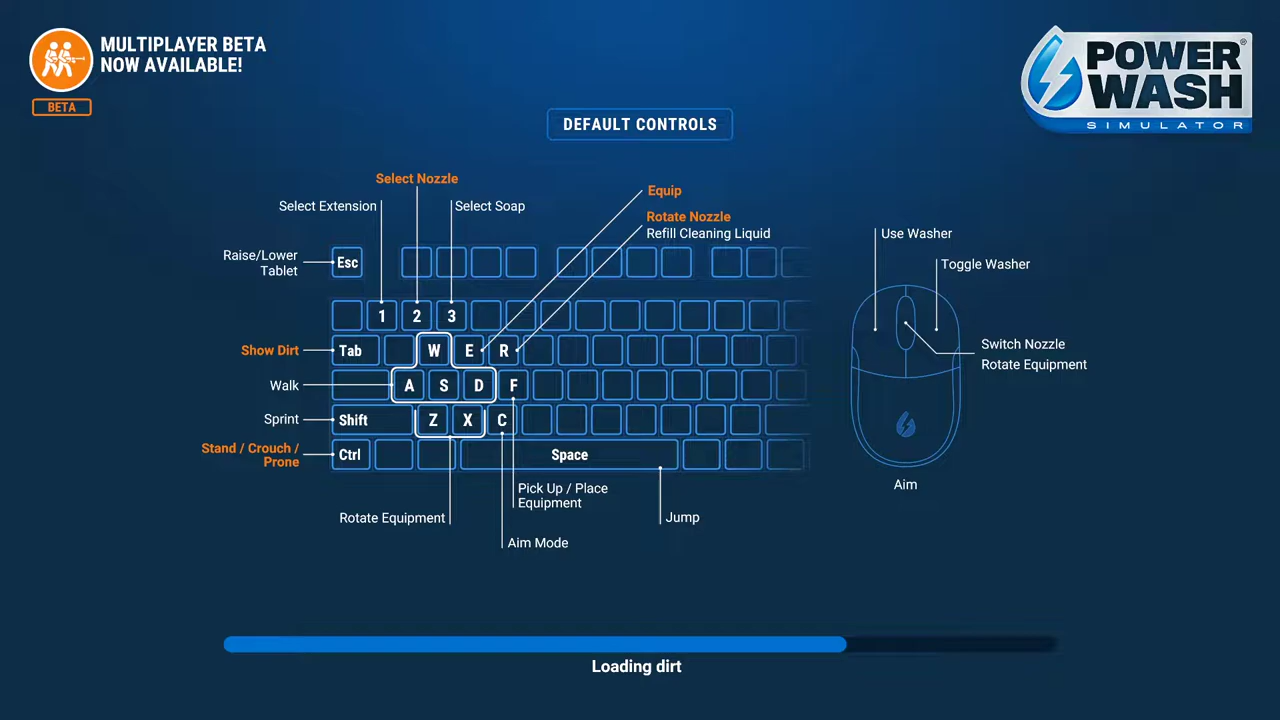 MULTIPLAYER BETA
NOW AVAILABLE!
BETA
POWER
WASH
SIMULATOR
®
DEFAULT CONTROLS
Select Nozzle
Select Extension
Select Soap
Equip
Rotate Nozzle
Refill Cleaning Liquid
Raise/Lower
Tablet
Esc
1 2 3
Show Dirt
Tab W E R
Walk
A S D F
Sprint
Shift Z X C
Stand / Crouch /
Prone
Ctrl Space
Rotate Equipment
Pick Up / Place
Equipment
Aim Mode
Jump
Use Washer
Toggle Washer
Switch Nozzle
Rotate Equipment
Aim
Loading dirt